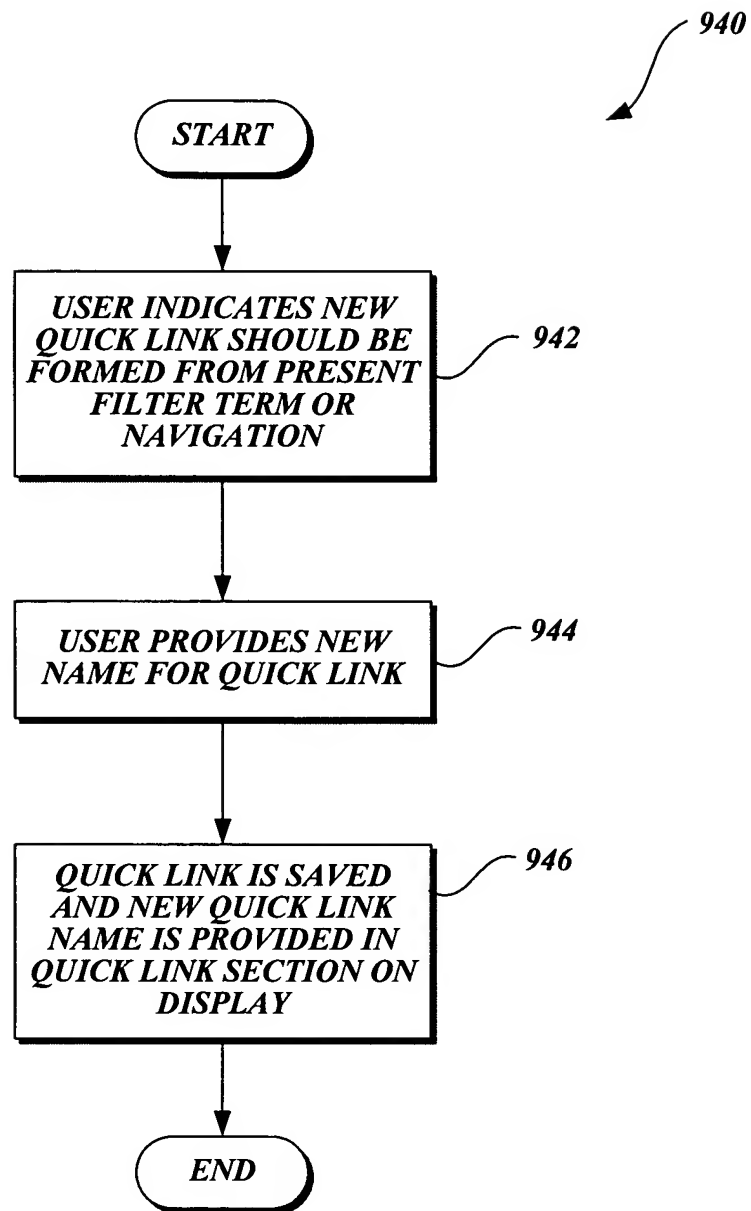 940
START
USER INDICATES NEW
QUICK LINK SHOULD BE
FORMED FROM PRESENT
FILTER TERM OR
NAVIGATION
942
USER PROVIDES NEW
NAME FOR QUICK LINK
944
QUICK LINK IS SAVED
AND NEW QUICK LINK
NAME IS PROVIDED IN
QUICK LINK SECTION ON
DISPLAY
946
END